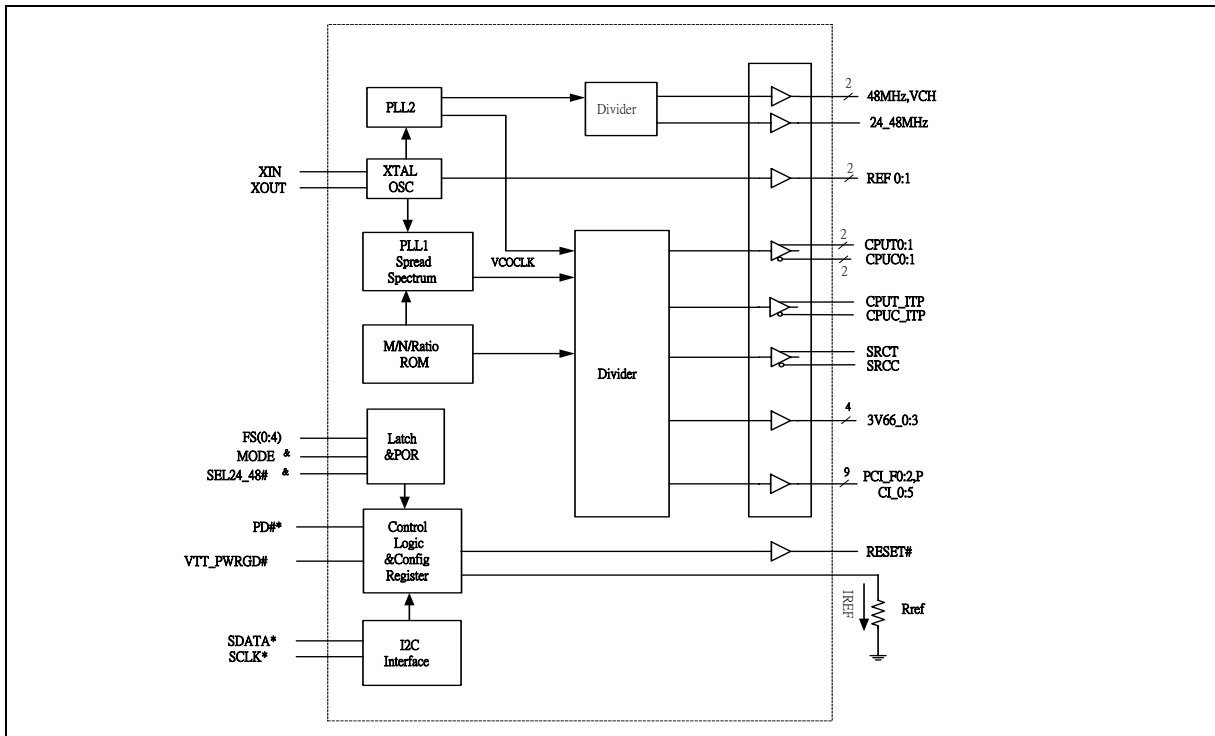 2
48MHz,VCH
PLL2
Divider
24_48MHz
XIN
XOUT
XTAL
OSC
2
REF 0:1
PLL1
Spread
Spectrum
VCOCLK
2
CPUT0:1
CPUC0:1
2
CPUT_ITP
CPUC_ITP
M/N/Ratio
ROM
Divider
SRCT
SRCC
4
3V66_0:3
FS(0:4)
MODE &
SEL24_48# &
Latch
&POR
9
PCI_F0:2,P
CI_0:5
PD#*
VTT_PWRGD#
Control
Logic
&Config
Register
RESET#
IREF
Rref
SDATA*
SCLK*
I2C
Interface